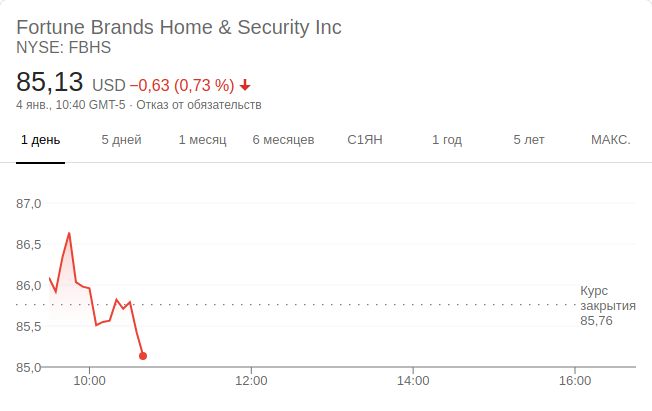 Fortune Brands Home & Security Inc
NYSE: FBHS
85,13 USD −0,63 (0,73 %)
4 янв., 10:40 GMT-5 · Отказ от обязательств
1 день 5 дней 1 месяц 6 месяцев С1ЯН 1 год 5 лет МАКС.
87,0
86,5
86,0
85,5
85,0
Курс
закрытия
85,76
10:00 12:00 14:00 16:00